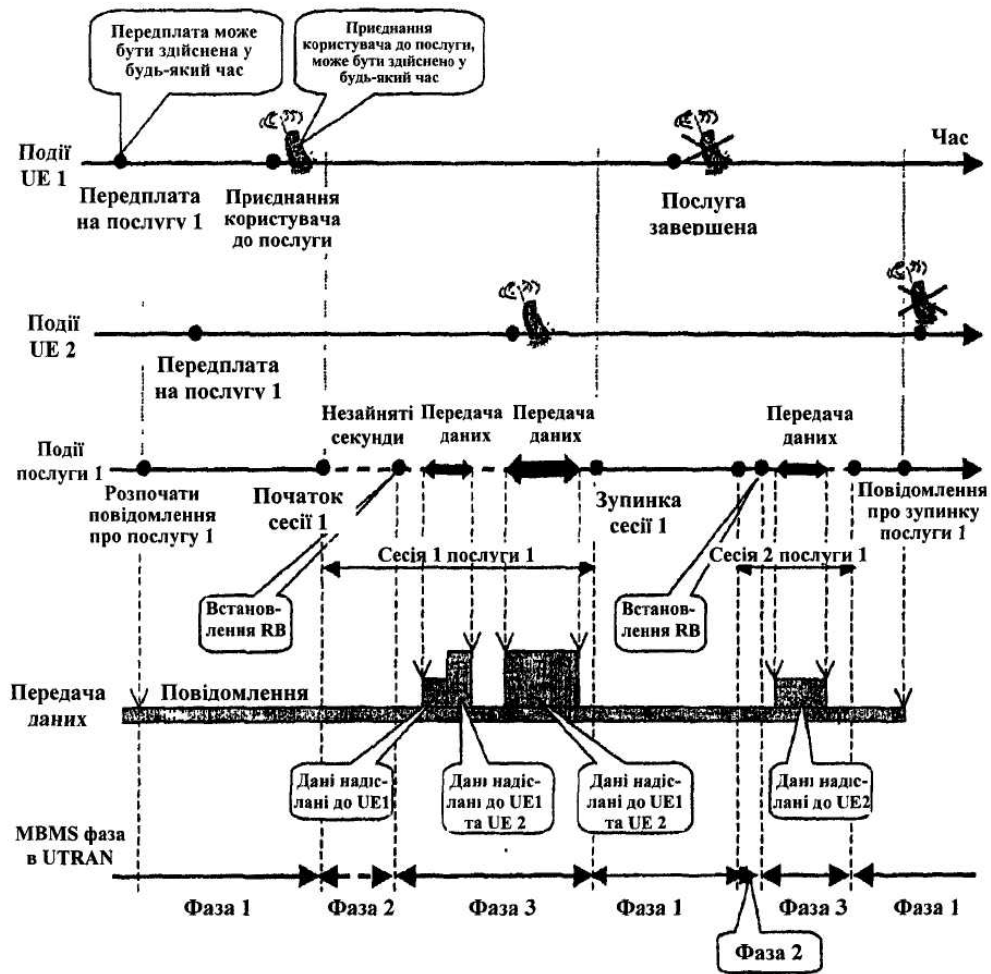 Передплата може
бути здійснена у
будь-який час
Приєднання
користувача до послуги,
може бути здійснено у
будь-який час
Час
Події
UE 1
Передплата
на послугу 1
Приєднання
користувача
до послуги
Послуга
завершена
Події
UE 2
Передплата
на послугу 1
Незайняті
секунди
Передача
даних
Передача
даних
Передача
даних
Події
послуги 1
Розпочати
повідомлення
про послугу 1
Початок
сесії 1
Зупинка
сесії 1
Повідомлення
про зупинку
послуги 1
Сесія 1 послуги 1
Сесія 2 послуги 1
Встанов-
лення RB
Встанов-
лення RB
Передача
даних
Повідомлення
Дані надіс-
лані до UE1
Дані надіс-
лані до UE1
та UE 2
Дані надіс-
лані до UE1
та UE 2
Дані надіс-
лані до UE2
MBMS фаза
в UTRAN
Фаза 1
Фаза 2
Фаза 3
Фаза 1
Фаза 3
Фаза 1
Фаза 2